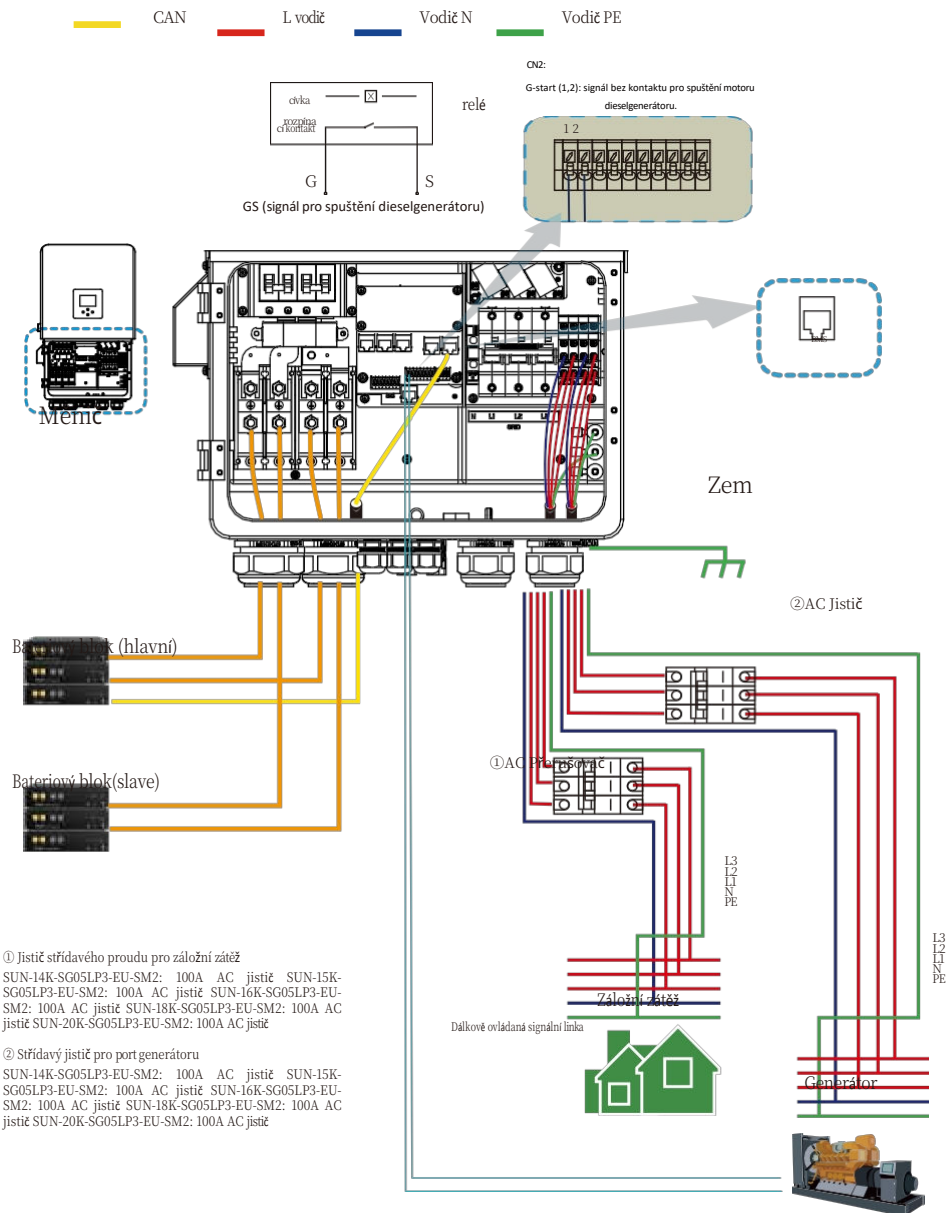 CAN
L vodič
Vodič N
Vodič PE
CN2:
G-start (1,2): signál bez kontaktu pro spuštění motoru
dieselgenerátoru.
1 2
cívka
relé
rozpína
cí kontakt
G
S
GS (signál pro spuštění dieselgenerátoru)
Měnič
N L1 L2
GRID
Zem
②AC Jistič
Bateriový blok (hlavní)
①AC Přerušovač
Bateriový blok(slave)
L3
L2
L1
N
PE
L3
L2
L1
N
PE
① Jistič střídavého proudu pro záložní zátěž
SUN-14K-SG05LP3-EU-SM2: 100A AC jistič SUN-15K-
SG05LP3-EU-SM2: 100A AC jistič SUN-16K-SG05LP3-EU-
SM2: 100A AC jistič SUN-18K-SG05LP3-EU-SM2: 100A AC
jistič SUN-20K-SG05LP3-EU-SM2: 100A AC jistič
② Střídavý jistič pro port generátoru
SUN-14K-SG05LP3-EU-SM2: 100A AC jistič SUN-15K-
SG05LP3-EU-SM2: 100A AC jistič SUN-16K-SG05LP3-EU-
SM2: 100A AC jistič SUN-18K-SG05LP3-EU-SM2: 100A AC
jistič SUN-20K-SG05LP3-EU-SM2: 100A AC jistič
Záložní zátěž
Dálkově ovládaná signální linka
Generátor